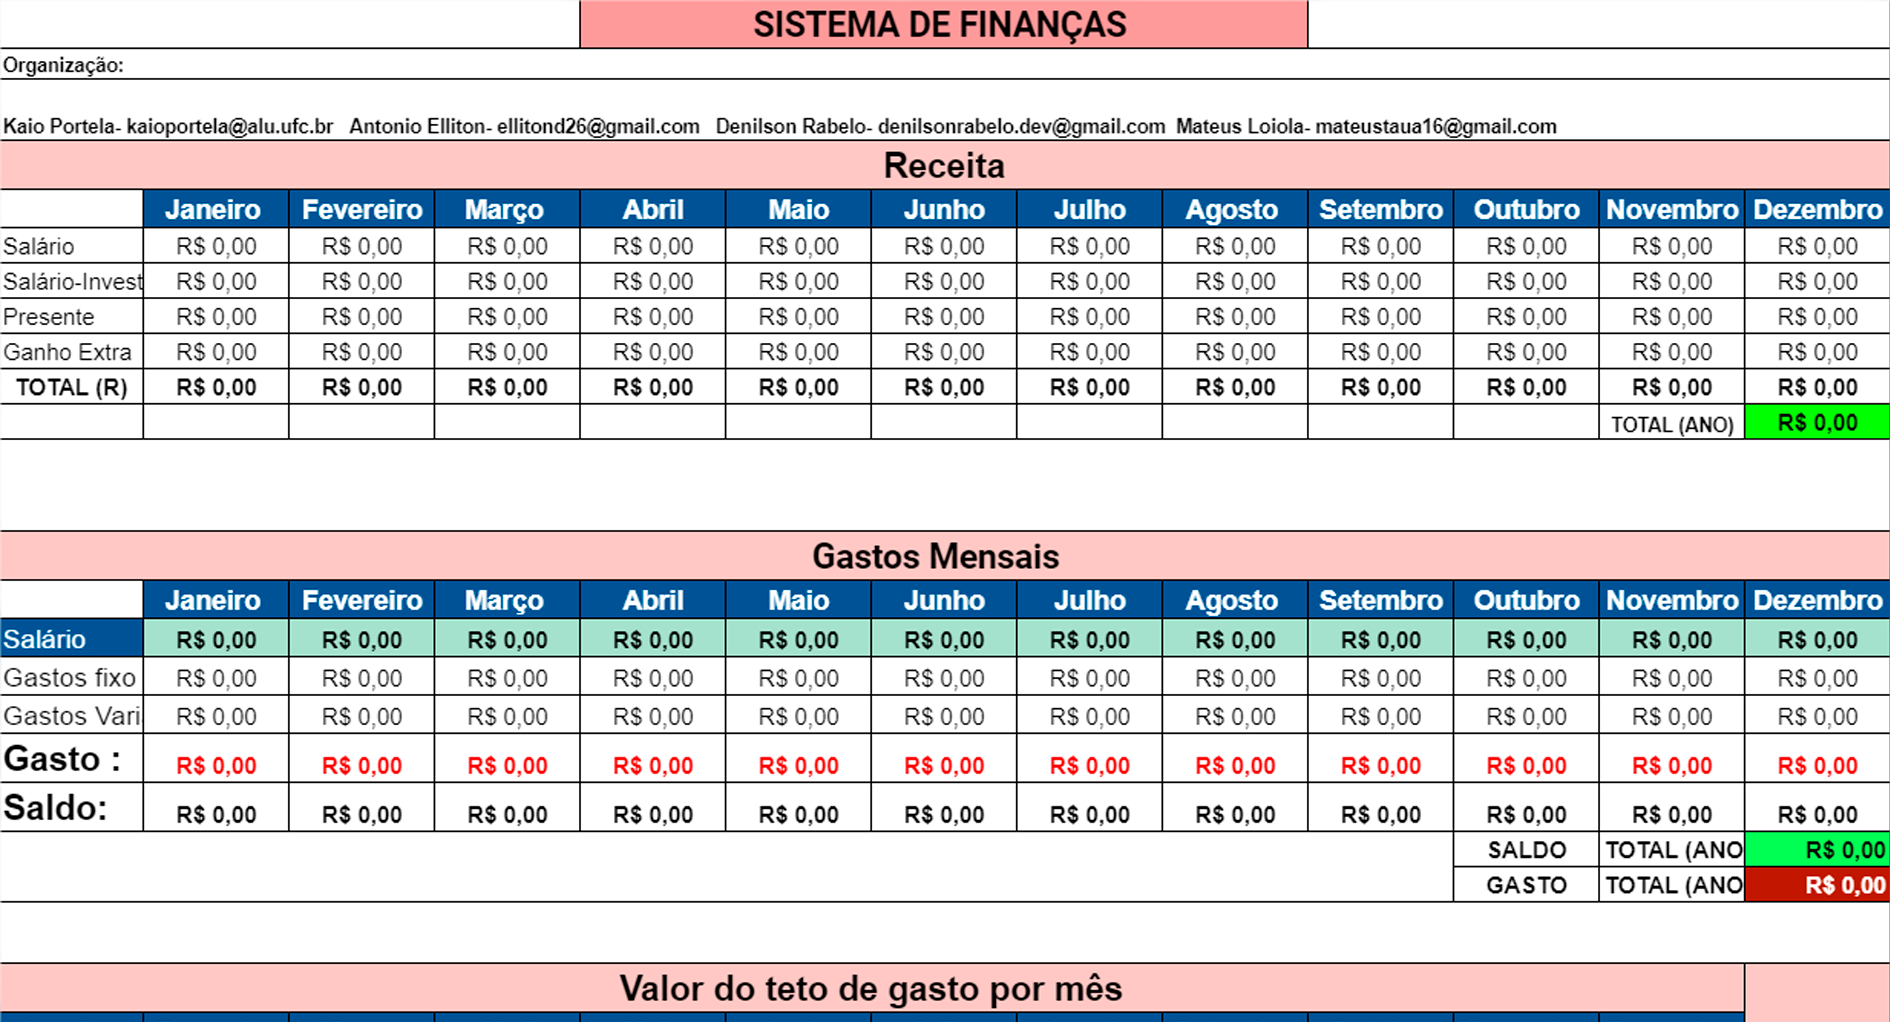 SISTEMA DE FINANÇAS
Organização:
Kaio Portela- kaioportela@alu.ufc.br Antonio Elliton- ellitond26@gmail.com Denilson Rabelo- denilsonrabelo.dev@gmail.com Mateus Loiola- mateustaua16@gmail.com
Receita
Janeiro Fevereiro Março Abril Maio Junho Julho Agosto Setembro Outubro Novembro Dezembro
Salário R$ 0,00 R$ 0,00 R$ 0,00 R$ 0,00 R$ 0,00 R$ 0,00 R$ 0,00 R$ 0,00 R$ 0,00 R$ 0,00 R$ 0,00 R$ 0,00
Salário-Invest R$ 0,00 R$ 0,00 R$ 0,00 R$ 0,00 R$ 0,00 R$ 0,00 R$ 0,00 R$ 0,00 R$ 0,00 R$ 0,00 R$ 0,00 R$ 0,00
Presente R$ 0,00 R$ 0,00 R$ 0,00 R$ 0,00 R$ 0,00 R$ 0,00 R$ 0,00 R$ 0,00 R$ 0,00 R$ 0,00 R$ 0,00 R$ 0,00
Ganho Extra R$ 0,00 R$ 0,00 R$ 0,00 R$ 0,00 R$ 0,00 R$ 0,00 R$ 0,00 R$ 0,00 R$ 0,00 R$ 0,00 R$ 0,00 R$ 0,00
TOTAL (R) R$ 0,00 R$ 0,00 R$ 0,00 R$ 0,00 R$ 0,00 R$ 0,00 R$ 0,00 R$ 0,00 R$ 0,00 R$ 0,00 R$ 0,00 R$ 0,00
TOTAL (ANO) R$ 0,00
Gastos Mensais
Janeiro Fevereiro Março Abril Maio Junho Julho Agosto Setembro Outubro Novembro Dezembro
Salário R$ 0,00 R$ 0,00 R$ 0,00 R$ 0,00 R$ 0,00 R$ 0,00 R$ 0,00 R$ 0,00 R$ 0,00 R$ 0,00 R$ 0,00 R$ 0,00
Gastos fixo R$ 0,00 R$ 0,00 R$ 0,00 R$ 0,00 R$ 0,00 R$ 0,00 R$ 0,00 R$ 0,00 R$ 0,00 R$ 0,00 R$ 0,00 R$ 0,00
Gastos Vari R$ 0,00 R$ 0,00 R$ 0,00 R$ 0,00 R$ 0,00 R$ 0,00 R$ 0,00 R$ 0,00 R$ 0,00 R$ 0,00 R$ 0,00 R$ 0,00
Gasto : R$ 0,00 R$ 0,00 R$ 0,00 R$ 0,00 R$ 0,00 R$ 0,00 R$ 0,00 R$ 0,00 R$ 0,00 R$ 0,00 R$ 0,00 R$ 0,00
Saldo: R$ 0,00 R$ 0,00 R$ 0,00 R$ 0,00 R$ 0,00 R$ 0,00 R$ 0,00 R$ 0,00 R$ 0,00 R$ 0,00 R$ 0,00 R$ 0,00
SALDO TOTAL (ANO R$ 0,00
GASTO TOTAL (ANO R$ 0,00
Valor do teto de gasto por mês